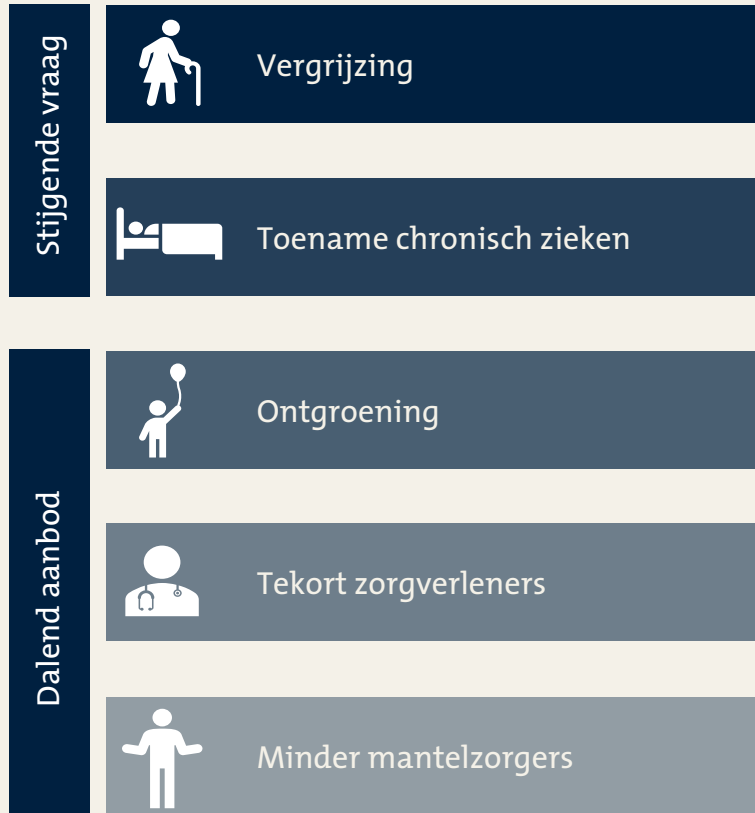 Stijgende vraag
Vergrijzing
Toename chronisch zieken
Dalend aanbod
Ontgroening
Tekort zorgverleners
Minder mantelzorgers